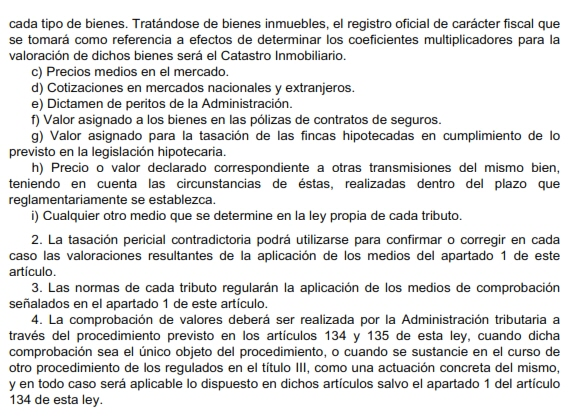 cada tipo de bienes. Tratándose de bienes inmuebles, el registro oficial de carácter fiscal que
se tomará como referencia a efectos de determinar los coeficientes multiplicadores para la
valoración de dichos bienes será el Catastro Inmobiliario.
c) Precios medios en el mercado.
d) Cotizaciones en mercados nacionales y extranjeros.
e) Dictamen de peritos de la Administración.
f) Valor asignado a los bienes en las pólizas de contratos de seguros.
g) Valor asignado para la tasación de las fincas hipotecadas en cumplimiento de lo
previsto en la legislación hipotecaria.
h) Precio o valor declarado correspondiente a otras transmisiones del mismo bien,
teniendo en cuenta las circunstancias de éstas, realizadas dentro del plazo que
reglamentariamente se establezca.
i) Cualquier otro medio que se determine en la ley propia de cada tributo.
2. La tasación pericial contradictoria podrá utilizarse para confirmar o corregir en cada
caso las valoraciones resultantes de la aplicación de los medios del apartado 1 de este
artículo.
3. Las normas de cada tributo regularán la aplicación de los medios de comprobación
señalados en el apartado 1 de este artículo.
4. La comprobación de valores deberá ser realizada por la Administración tributaria a
través del procedimiento previsto en los artículos 134 y 135 de esta ley, cuando dicha
comprobación sea el único objeto del procedimiento, o cuando se sustancie en el curso de
otro procedimiento de los regulados en el título III, como una actuación concreta del mismo,
y en todo caso será aplicable lo dispuesto en dichos artículos salvo el apartado 1 del artículo
134 de esta ley.